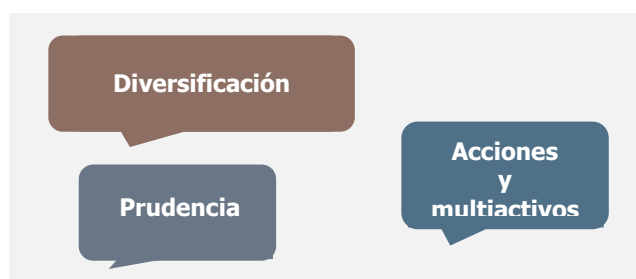 Diversificación
Acciones
y
multiactivos
Prudencia